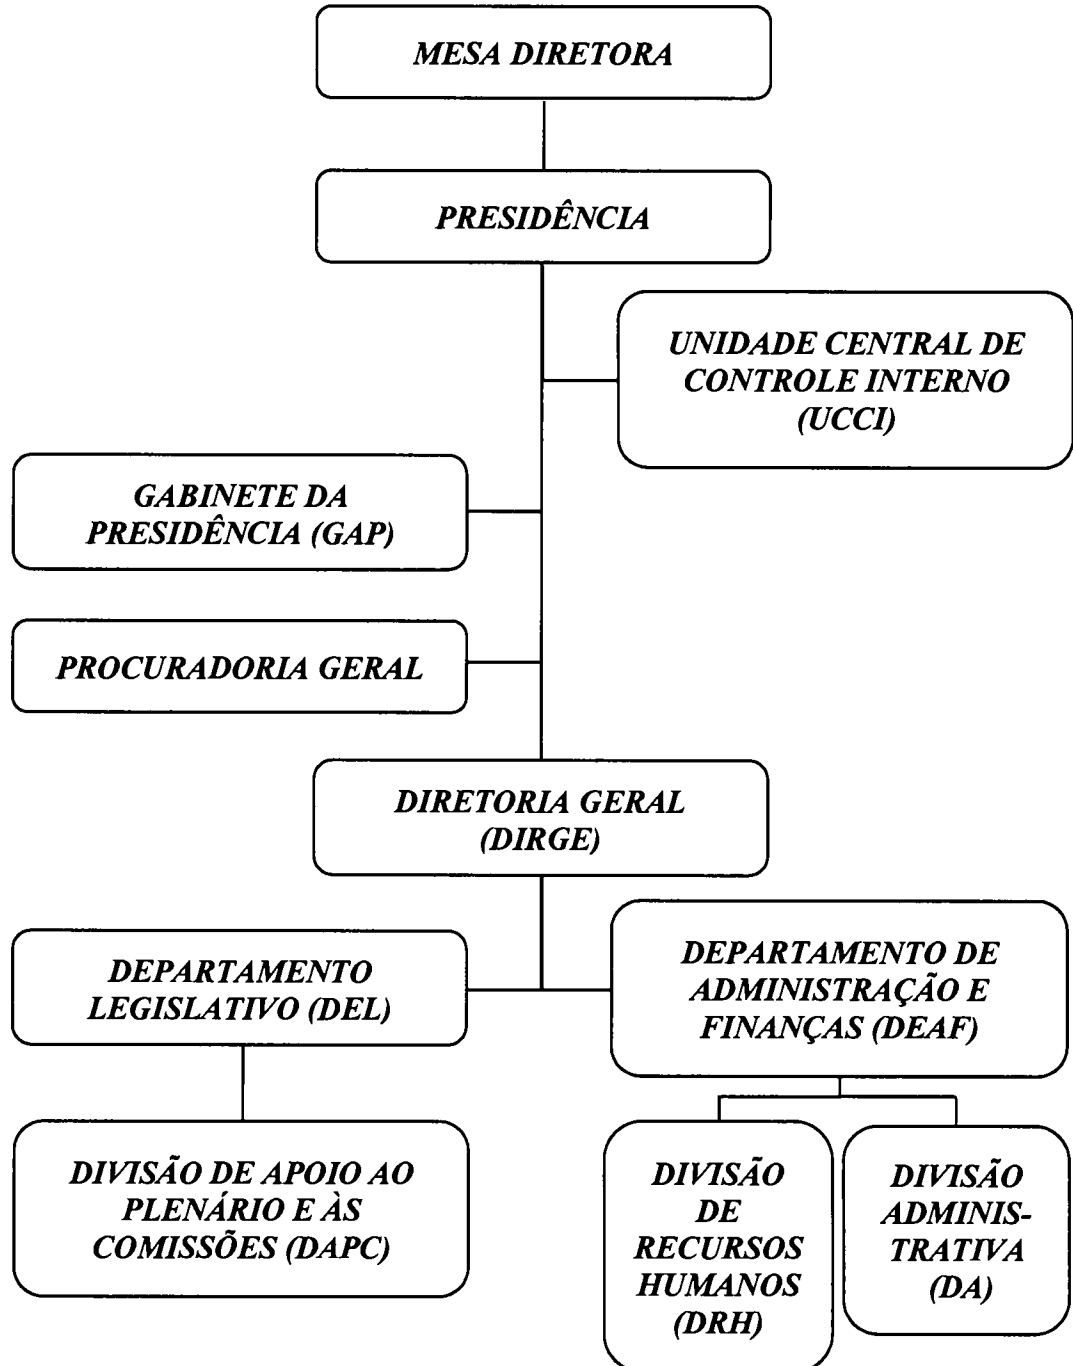 MESA DIRETORA
PRESIDÊNCIA
UNIDADE CENTRAL DE
CONTROLE INTERNO
(UCCI)
GABINETE DA
PRESIDÊNCIA (GAP)
PROCURADORIA GERAL
DIRETORIA GERAL
(DIRGE)
DEPARTAMENTO
LEGISLATIVO (DEL)
DEPARTAMENTO DE
ADMINISTRAÇÃO E
FINANÇAS (DEAF)
DIVISÃO DE APOIO AO
PLENÁRIO E ÀS
COMISSÕES (DAPC)
DIVISÃO
DE
RECURSOS
HUMANOS
(DRH)
DIVISÃO
ADMINIS-
TRATIVA
(DA)